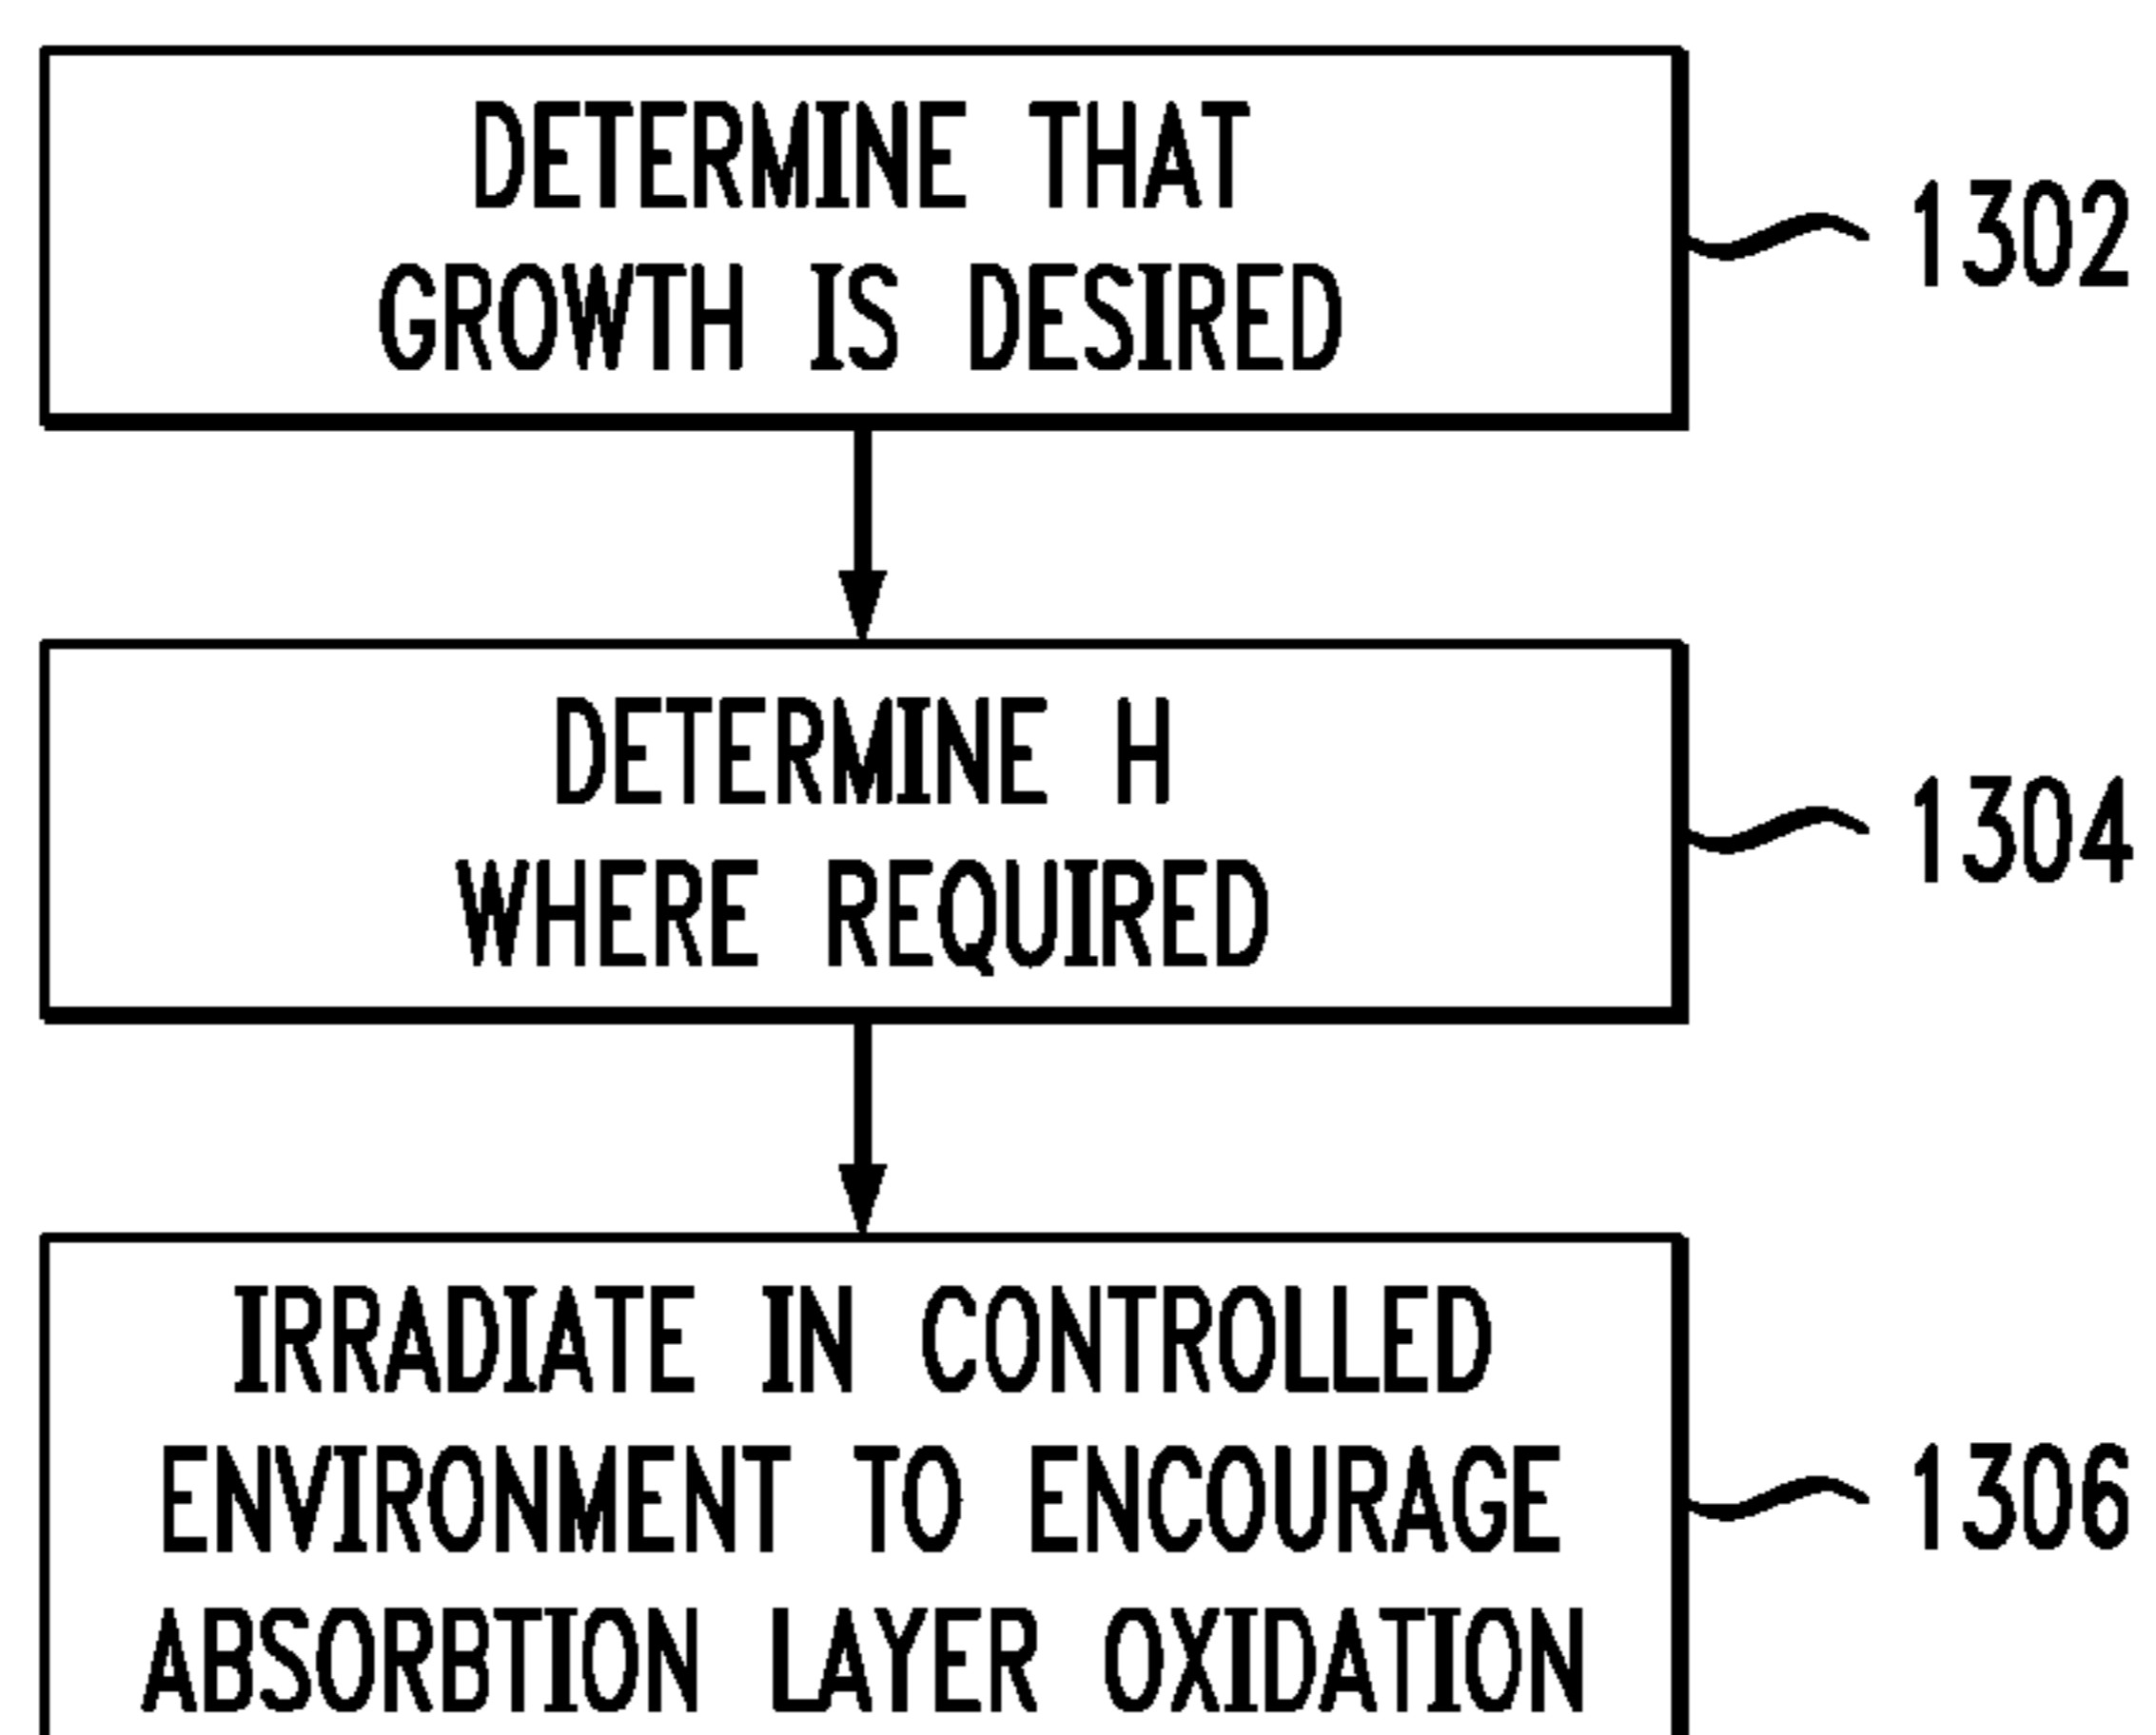 DETERMINE THAT
GROWTH IS DESIRED
1302
DETERMINE H
WHERE REQUIRED
1304
IRRADIATE IN CONTROLLED
ENVIRONMENT TO ENCOURAGE
ABSORBTION LAYER OXIDATION
1306